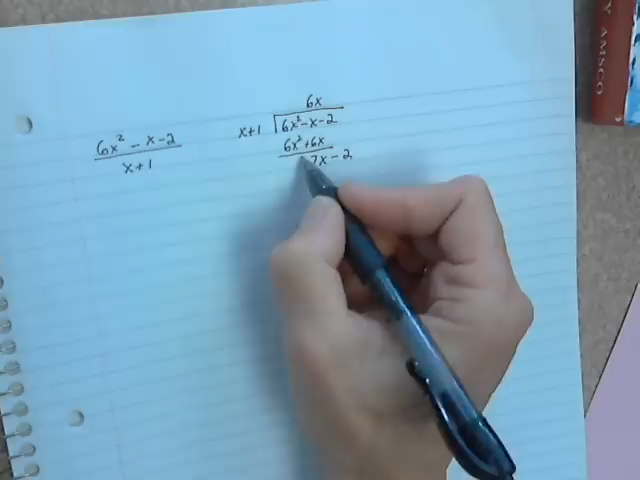 6x² - x - 2
x+1
6x
x+1 6x² - x - 2
6x² + 6x
7x - 2
Y AMSCO